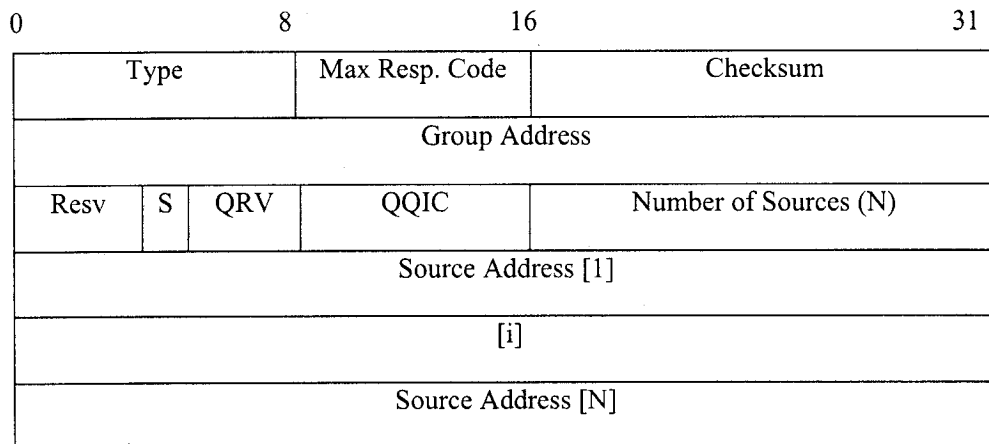 0 8 16 31
Type Max Resp. Code Checksum
Group Address
Resv S QRV QQIC Number of Sources (N)
Source Address [1]
[i]
Source Address [N]